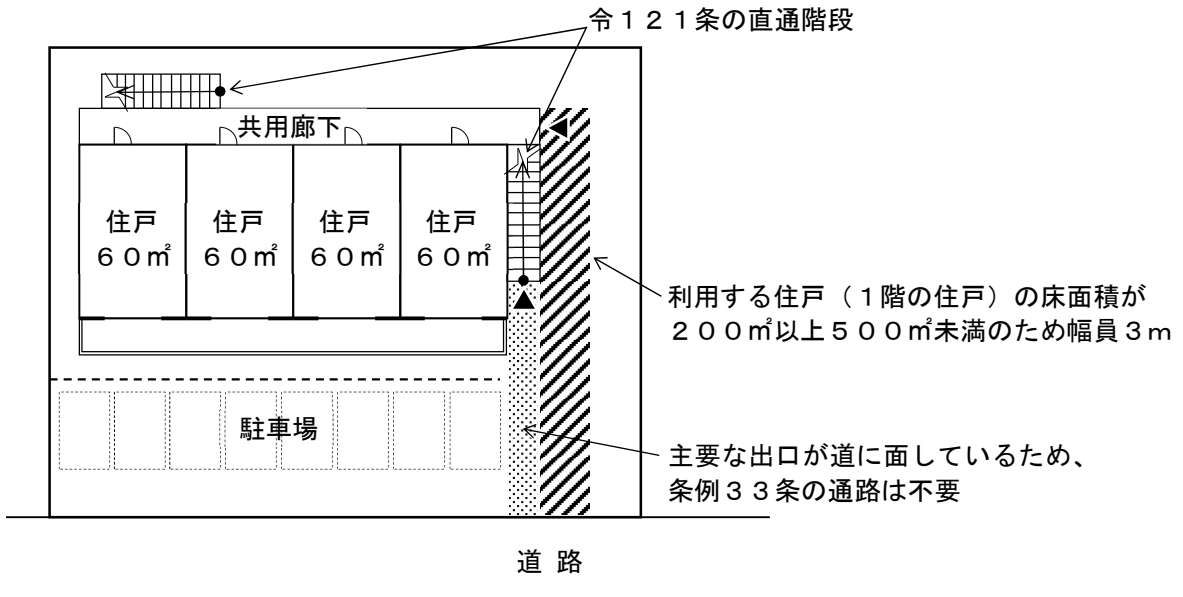 令１２１条の直通階段
共用廊下
住戸
６０㎡
住戸
６０㎡
住戸
６０㎡
住戸
６０㎡
利用する住戸（１階の住戸）の床面積が
２００㎡以上５００㎡未満のため幅員３ｍ
駐車場
主要な出口が道に面しているため、
条例３３条の通路は不要
道 路